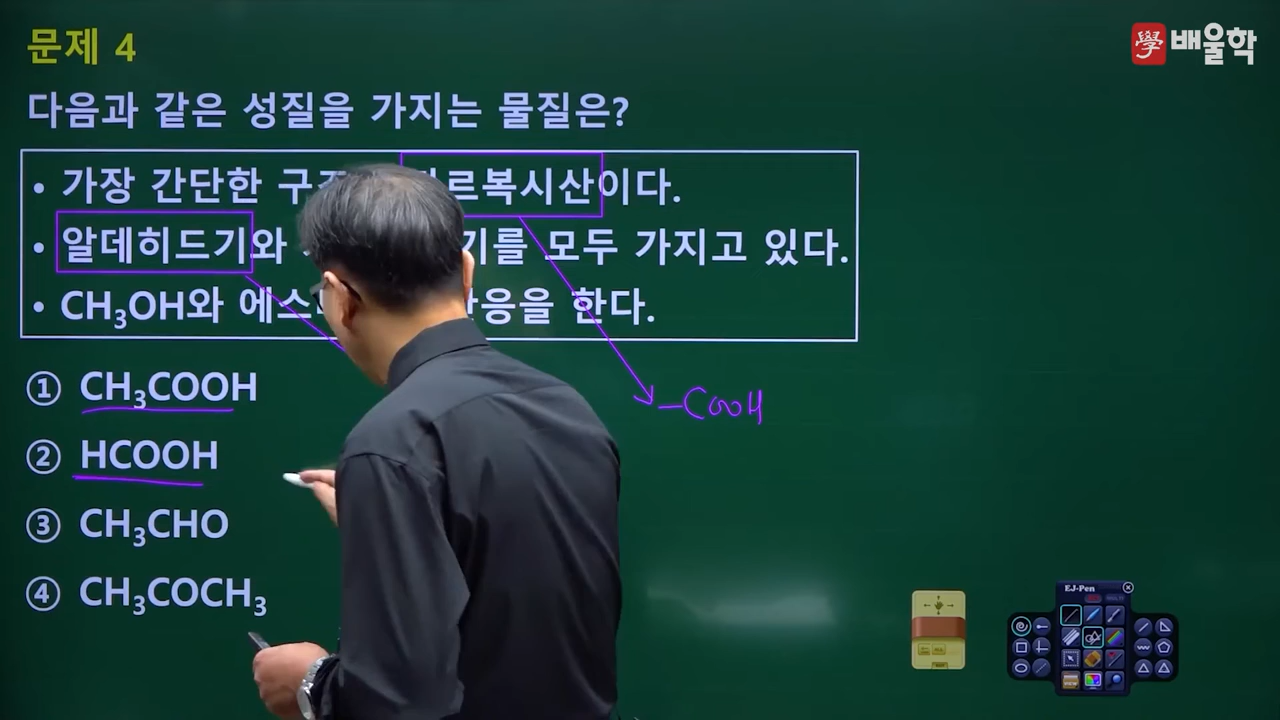 문제 4
學 배울학
다음과 같은 성질을 가지는 물질은?
• 가장 간단한 구조 르복시산이다.
• 알데히드기와 기를 모두 가지고 있다.
• CH₃OH와 에스 응을 한다.
① CH₃COOH
-COOH
② HCOOH
③ CH₃CHO
④ CH₃COCH₃
EJ-Pen